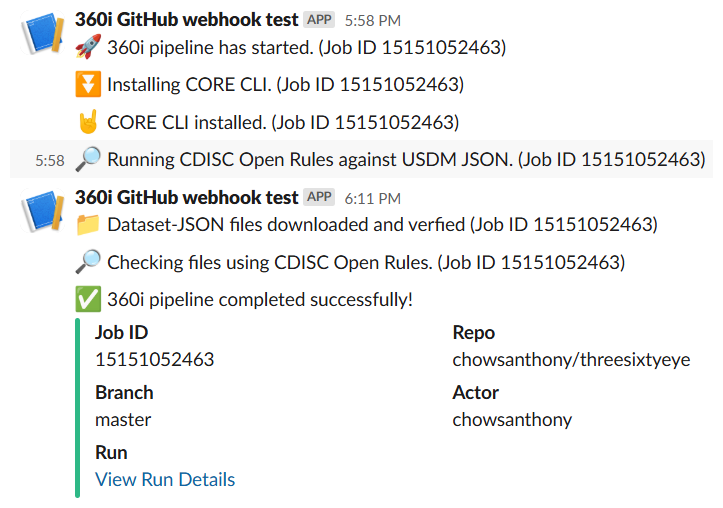 360i GitHub webhook test APP 5:58 PM
🚀 360i pipeline has started. (Job ID 15151052463)
⏬ Installing CORE CLI. (Job ID 15151052463)
🤘 CORE CLI installed. (Job ID 15151052463)
5:58 🔎 Running CDISC Open Rules against USDM JSON. (Job ID 15151052463)
360i GitHub webhook test APP 6:11 PM
📁 Dataset-JSON files downloaded and verfied (Job ID 15151052463)
🔎 Checking files using CDISC Open Rules. (Job ID 15151052463)
✅ 360i pipeline completed successfully!
Job ID Repo
15151052463 chowsanthony/threesixtyeye
Branch Actor
master chowsanthony
Run
View Run Details